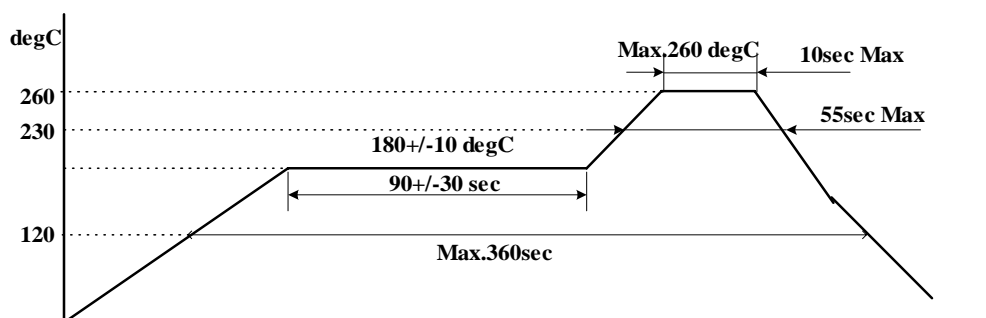 degC
Max.260 degC
10sec Max
260
230
55sec Max
180+/-10 degC
90+/-30 sec
120
Max.360sec